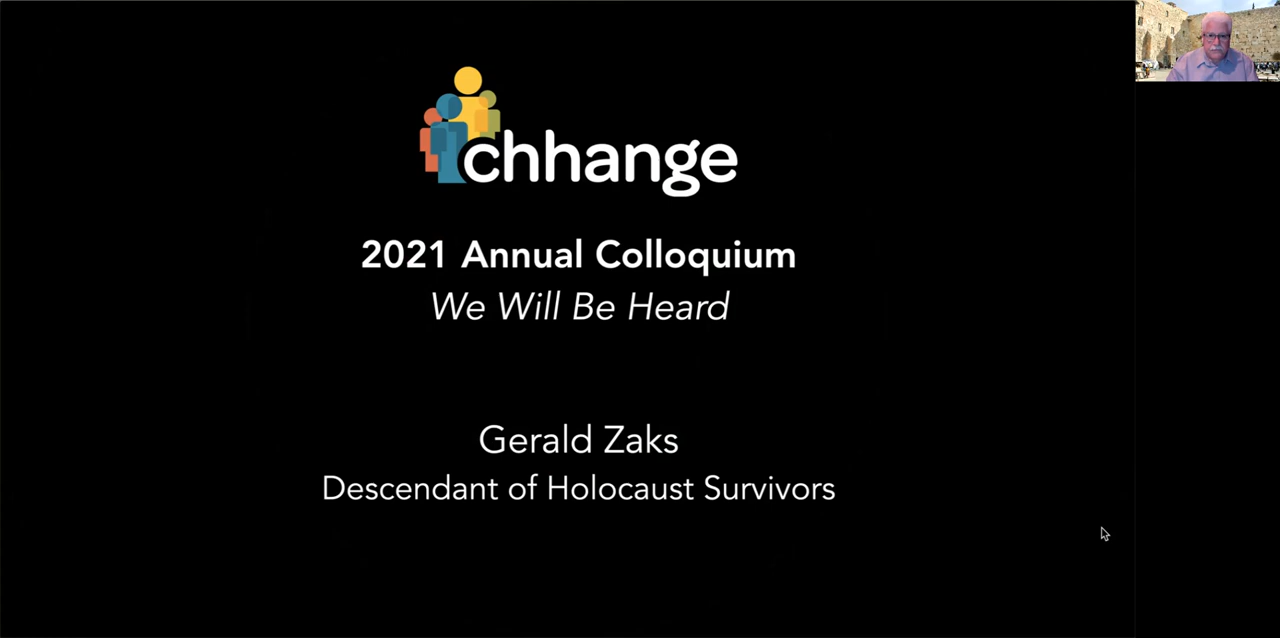 chhange
2021 Annual Colloquium
We Will Be Heard
Gerald Zaks
Descendant of Holocaust Survivors